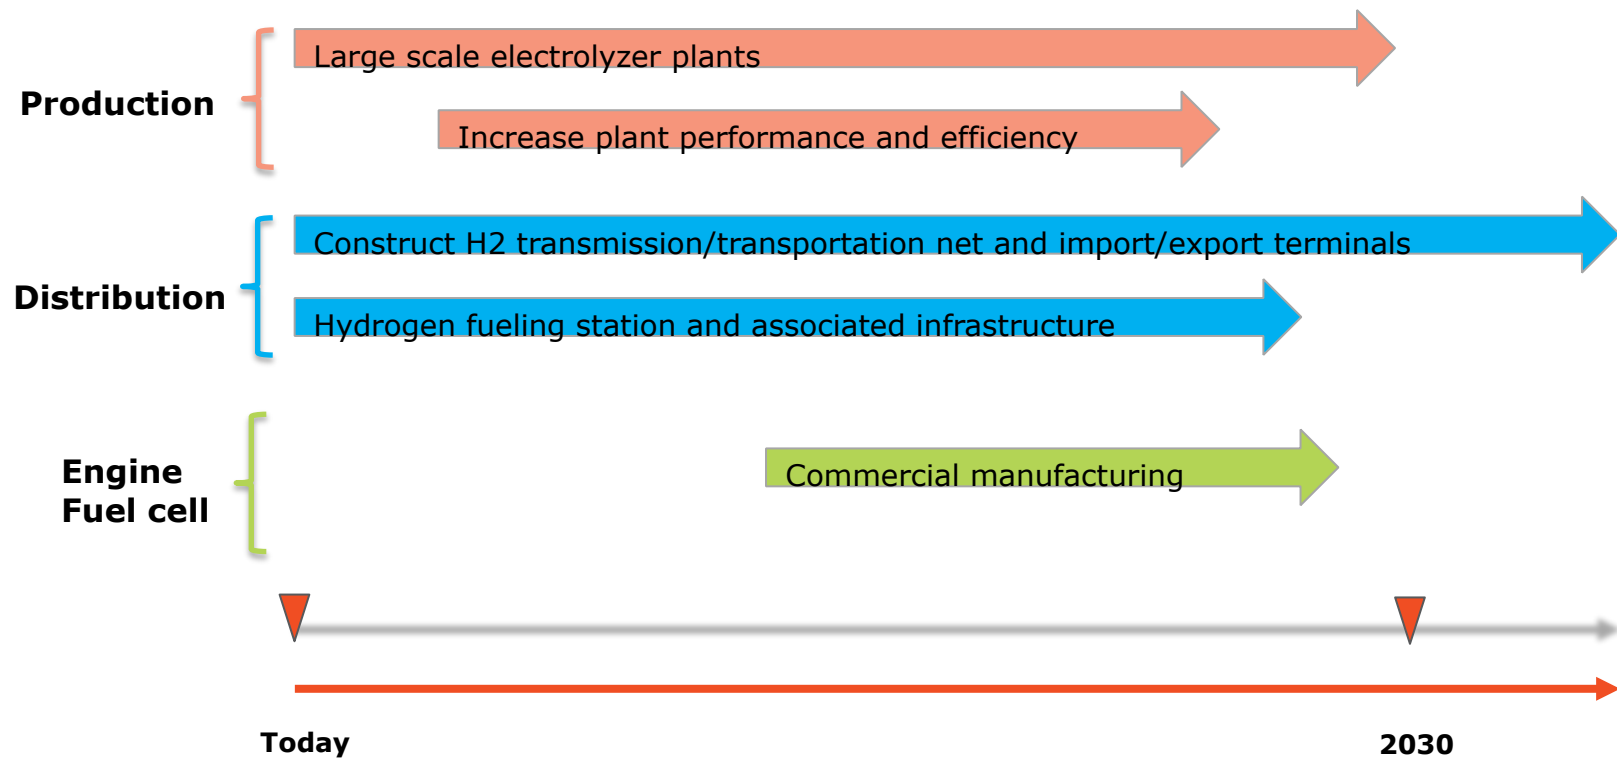 Production
Large scale electrolyzer plants
Increase plant performance and efficiency
Distribution
Construct H2 transmission/transportation net and import/export terminals
Hydrogen fueling station and associated infrastructure
Engine
Fuel cell
Commercial manufacturing
Today
2030